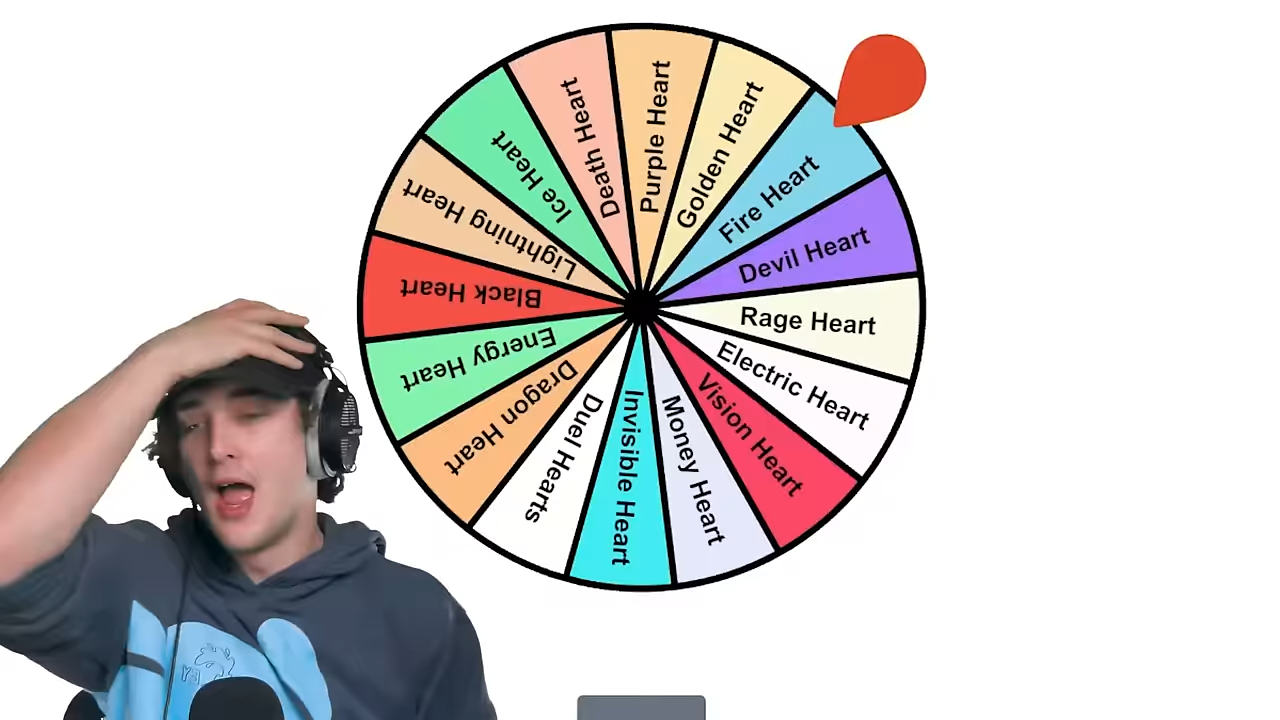 Purple Heart
Golden Heart
Fire Heart
Devil Heart
Rage Heart
Electric Heart
Vision Heart
Money Heart
Invisible Heart
Duel Hearts
Dragon Heart
Energy Heart
Black Heart
Lightning Heart
Ice Heart
Death Heart